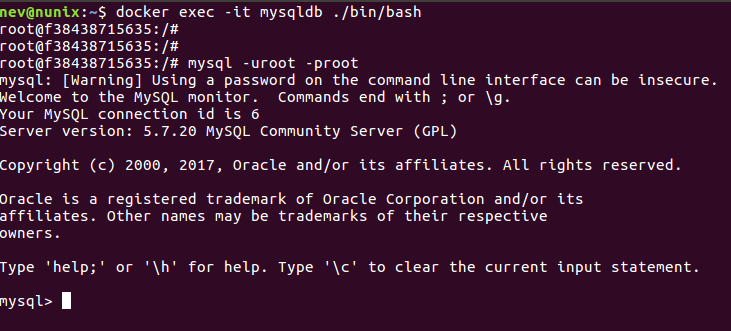 nev@nunix:~$ docker exec -it mysqldb ./bin/bash
root@f38438715635:/#
root@f38438715635:/#
root@f38438715635:/# mysql -uroot -proot
mysql: [Warning] Using a password on the command line interface can be insecure.
Welcome to the MySQL monitor.  Commands end with ; or \g.
Your MySQL connection id is 6
Server version: 5.7.20 MySQL Community Server (GPL)

Copyright (c) 2000, 2017, Oracle and/or its affiliates. All rights reserved.

Oracle is a registered trademark of Oracle Corporation and/or its
affiliates. Other names may be trademarks of their respective
owners.

Type 'help;' or '\h' for help. Type '\c' to clear the current input statement.

mysql>